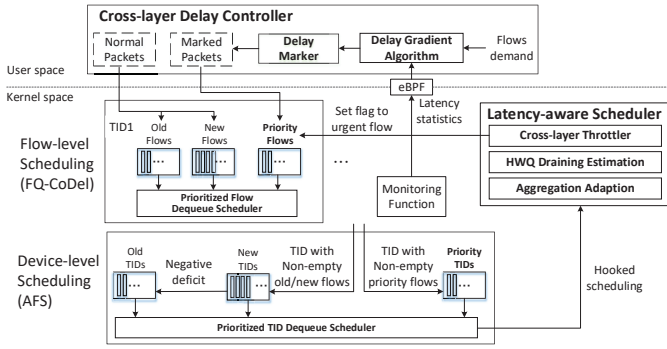 Cross-layer Delay Controller
Normal
Packets
Marked
Packets
Delay
Marker
Delay Gradient
Algorithm
Flows
demand
User space
Kernel space
eBPF
Latency
statistics
TID1
Old
Flows
New
Flows
Priority
Flows
Set flag to
urgent flow
...
...
...
...
Prioritized Flow
Dequeue Scheduler
Flow-level
Scheduling
(FQ-CoDel)
Monitoring
Function
Latency-aware Scheduler
Cross-layer Throttler
HWQ Draining Estimation
Aggregation Adaption
Device-level
Scheduling
(AFS)
Old
TIDs
Negative
deficit
New
TIDs
TID with
Non-empty
old/new flows
TID with
Non-empty
priority flows
Priority
TIDs
...
...
...
Prioritized TID Dequeue Scheduler
Hooked
scheduling